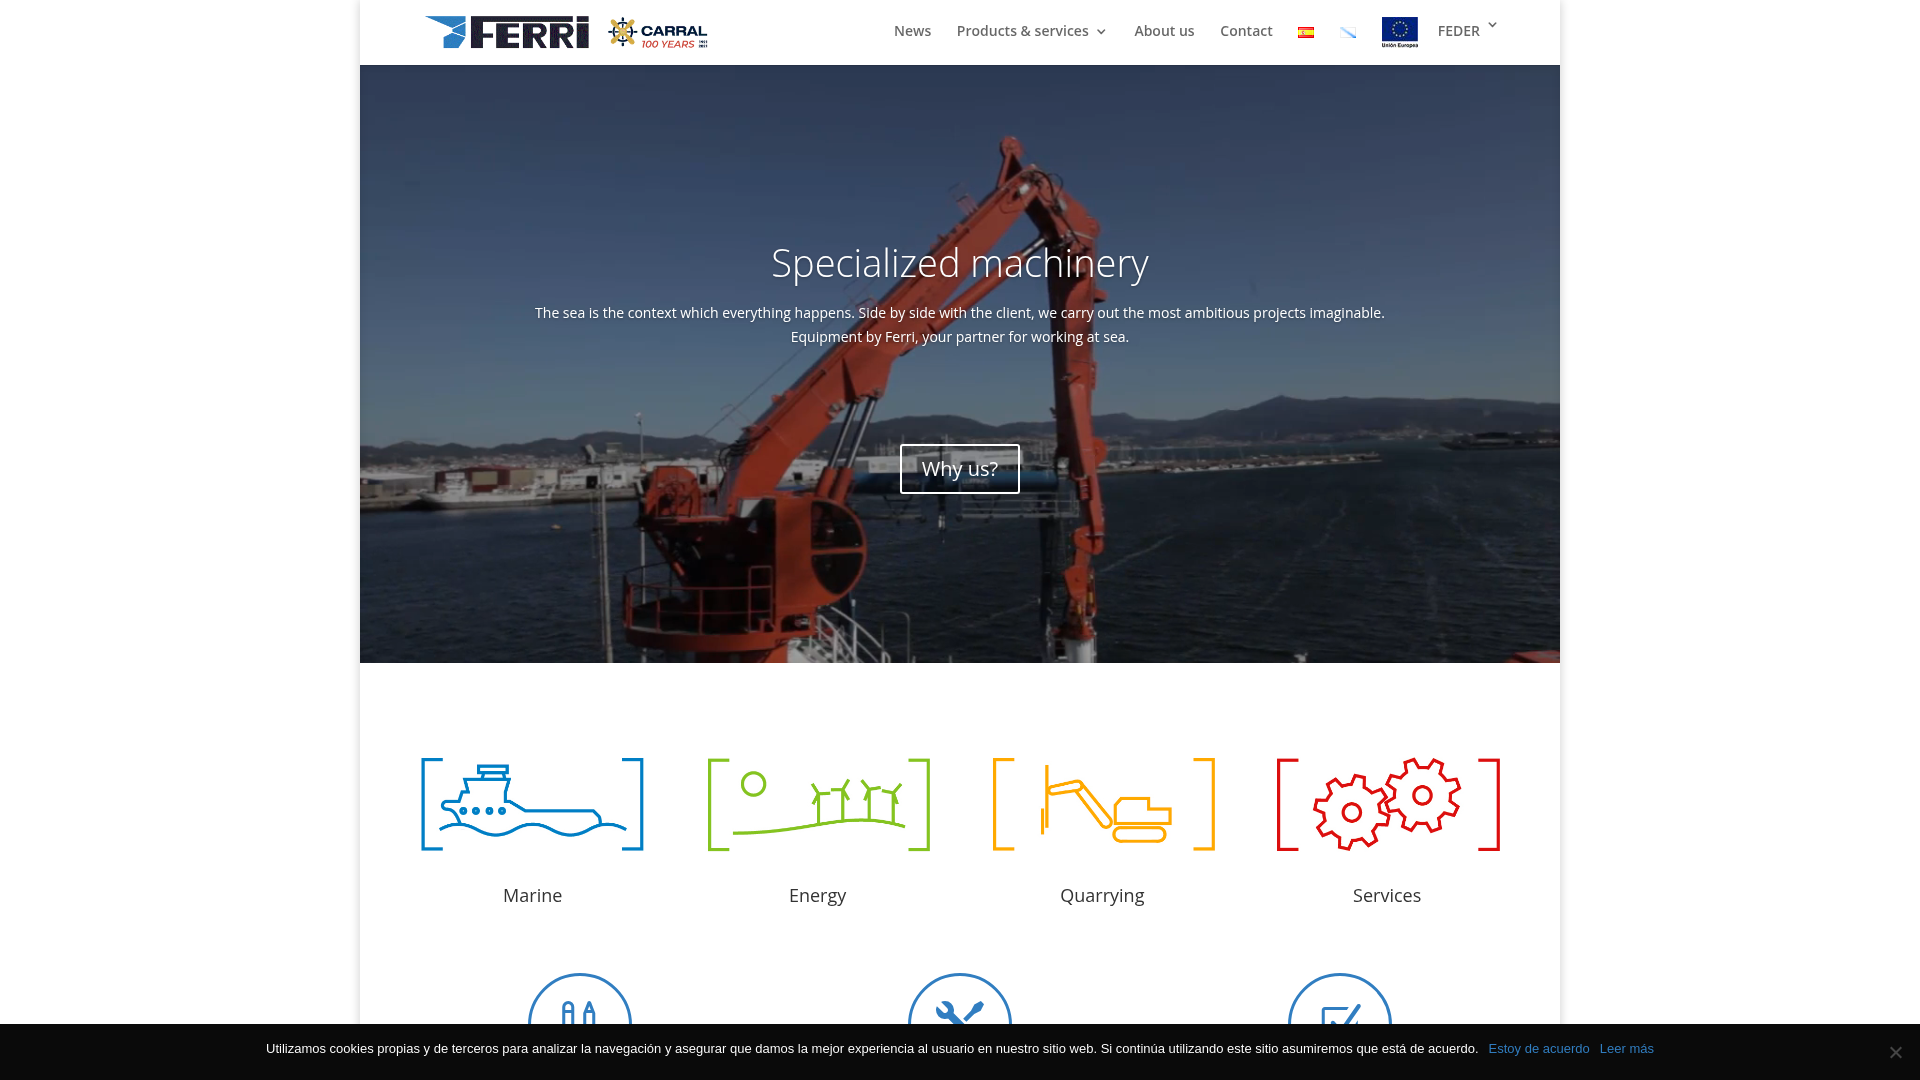 FERRI
CARRAL
100 YEARS
News
Products & services
About us
Contact
Unión Europea
FEDER
Specialized machinery
The sea is the context which everything happens. Side by side with the client, we carry out the most ambitious projects imaginable.
Equipment by Ferri, your partner for working at sea.
Why us?
Marine
Energy
Quarrying
Services
Utilizamos cookies propias y de terceros para analizar la navegación y asegurar que damos la mejor experiencia al usuario en nuestro sitio web. Si continúa utilizando este sitio asumiremos que está de acuerdo. Estoy de acuerdo Leer más